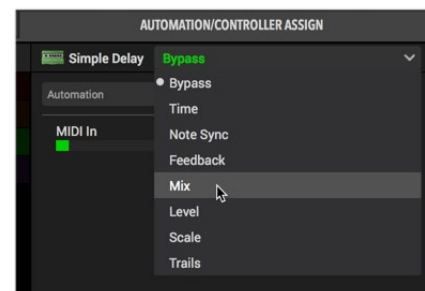 AUTOMATION/CONTROLLER ASSIGN
Simple Delay Bypass
Automation
Bypass
Time
MIDI In
Note Sync
Feedback
Mix
Level
Scale
Trails